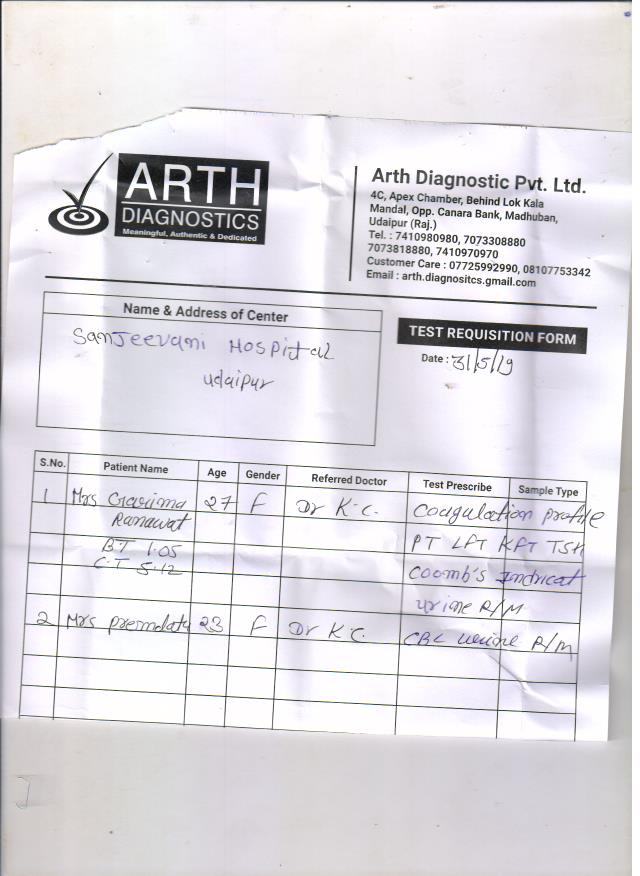 ARTH
DIAGNOSTICS
Meaningful, Authentic & Dedicated
Arth Diagnostic Pvt. Ltd.
4C, Apex Chamber, Behind Lok Kala
Mandal, Opp. Canara Bank, Madhuban,
Udaipur (Raj.)
Tel. : 7410980980, 7073308880
7073818880, 7410970970
Customer Care : 07725992990, 08107753342
Email : arth.diagnositcs.gmail.com
Name & Address of Center
Sanjeevani Hospital
Udaipur
TEST REQUISITION FORM
Date : 31/5/19
S.No. Patient Name Age Gender Referred Doctor Test Prescribe Sample Type
1 Mrs Garima 27 F Dr K.C. Coagulation profile
Ranawat PT LFT KFT TSH
BT 1.05
C.T 5.12 Coomb's Indricat
urine R/M
2 Mrs premlata 23 F Dr K.C. CBC urine R/M